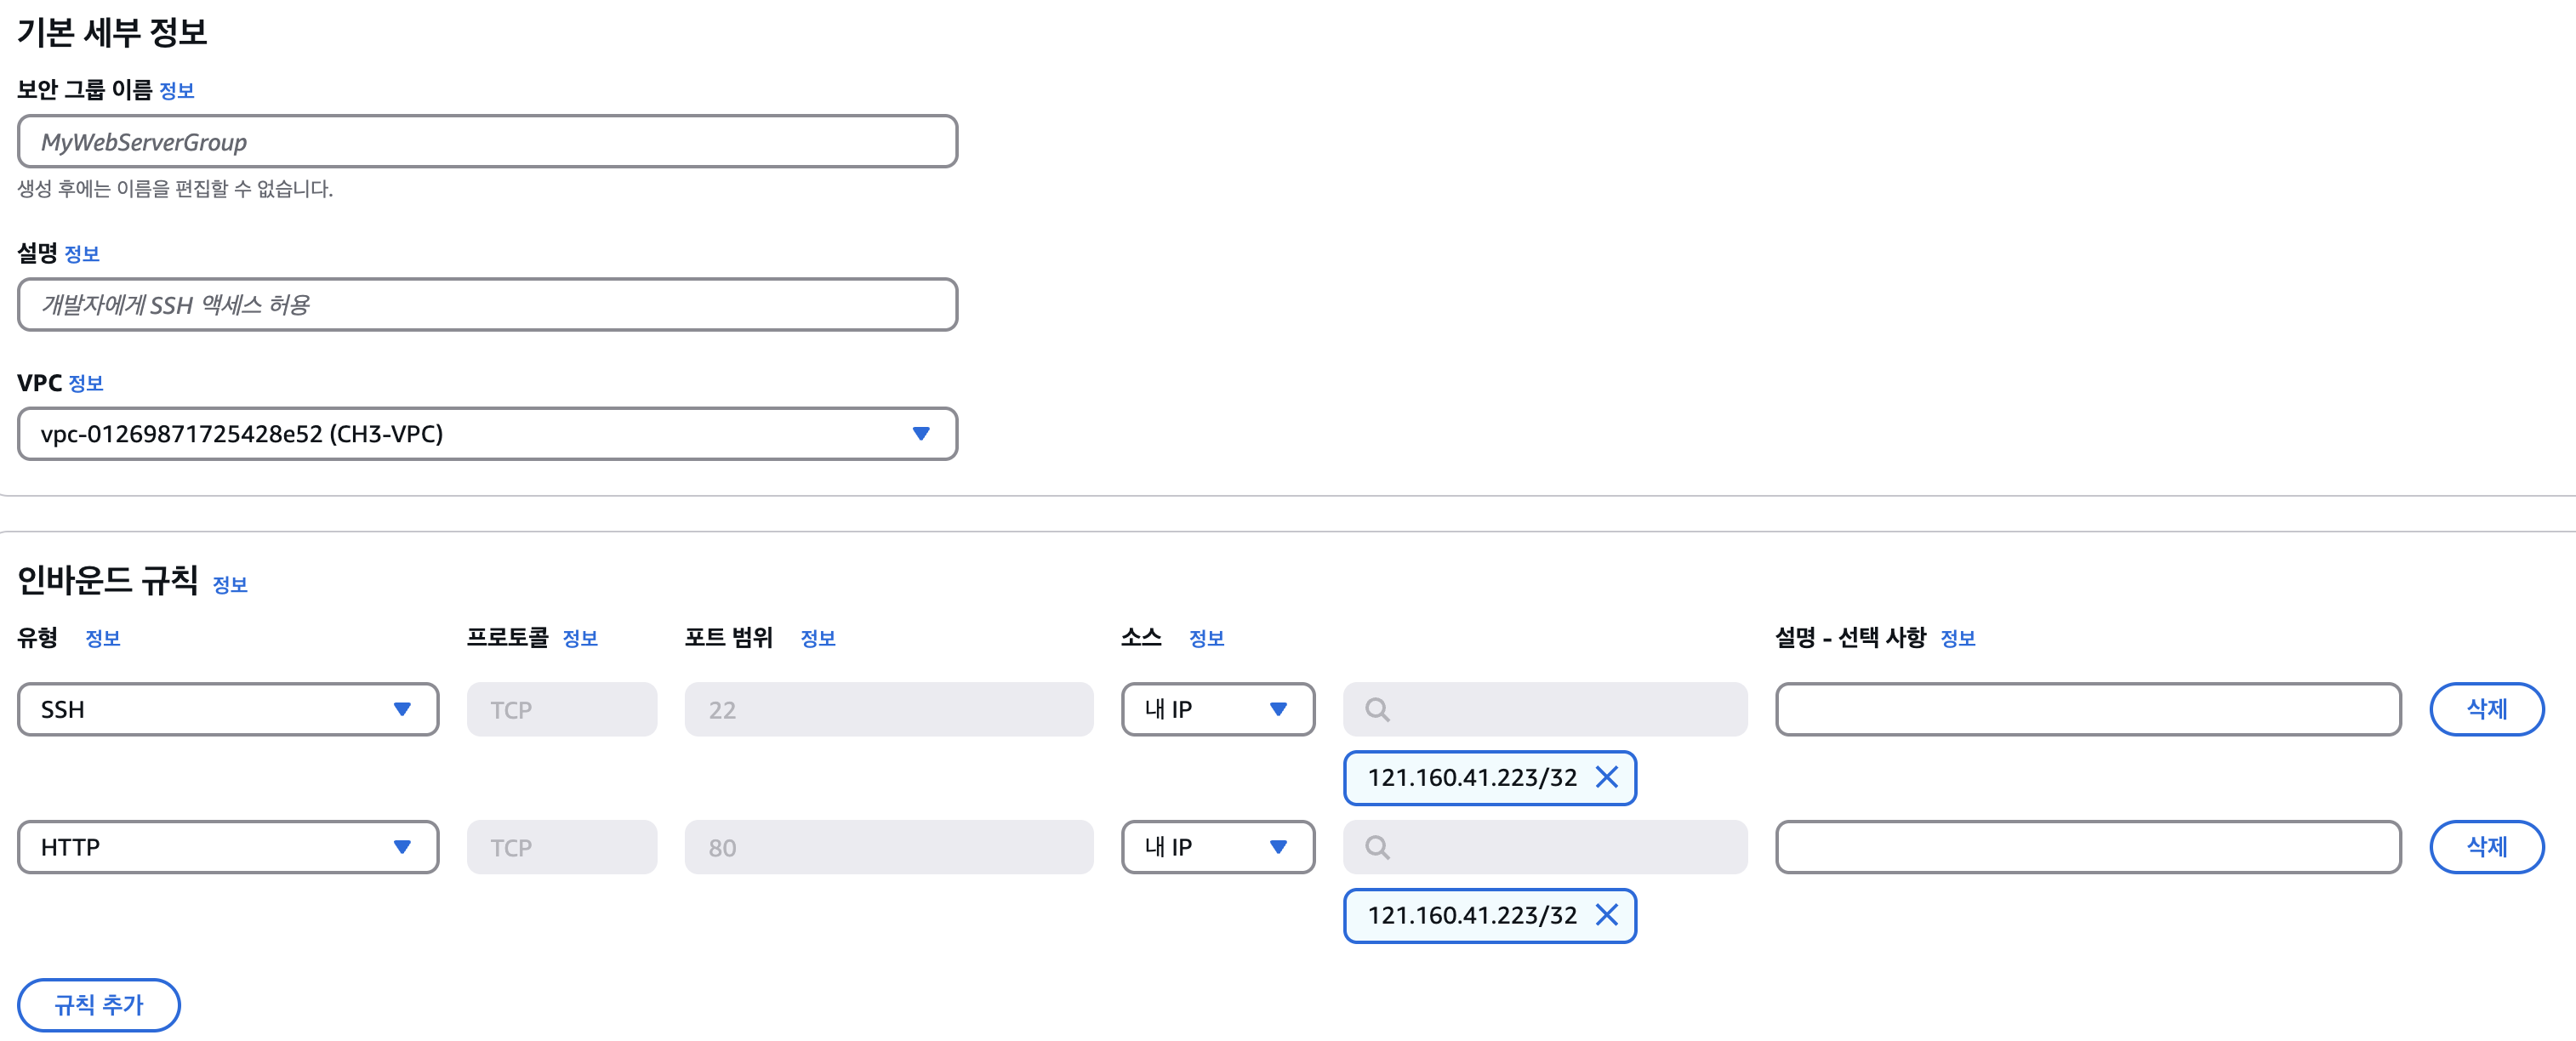 기본 세부 정보
보안 그룹 이름 정보
MyWebServerGroup
생성 후에는 이름을 편집할 수 없습니다.
설명 정보
개발자에게 SSH 액세스 허용
VPC 정보
vpc-01269871725428e52 (CH3-VPC)
인바운드 규칙 정보
유형 정보 프로토콜 정보 포트 범위 정보 소스 정보 설명 - 선택 사항 정보
SSH TCP 22 내 IP 삭제
121.160.41.223/32
HTTP TCP 80 내 IP 삭제
121.160.41.223/32
규칙 추가